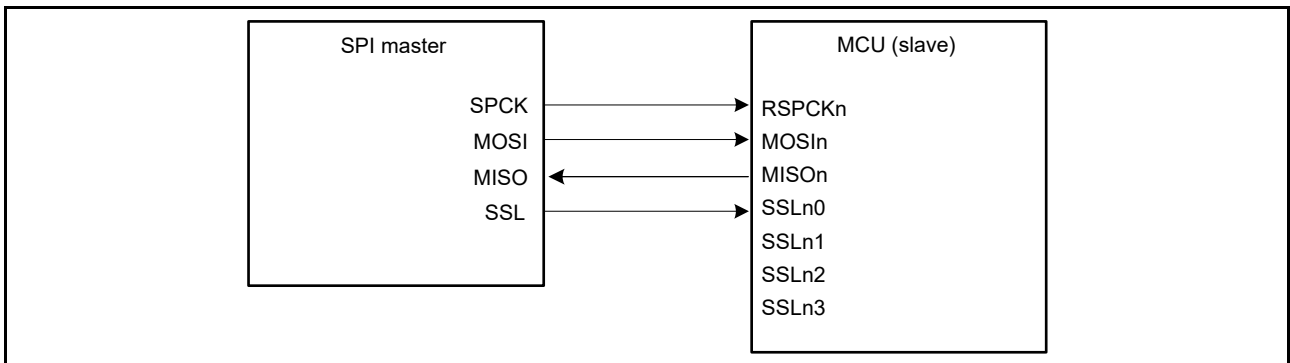 SPI master
SPCK
MOSI
MISO
SSL
MCU (slave)
RSPCKn
MOSIn
MISOn
SSLn0
SSLn1
SSLn2
SSLn3